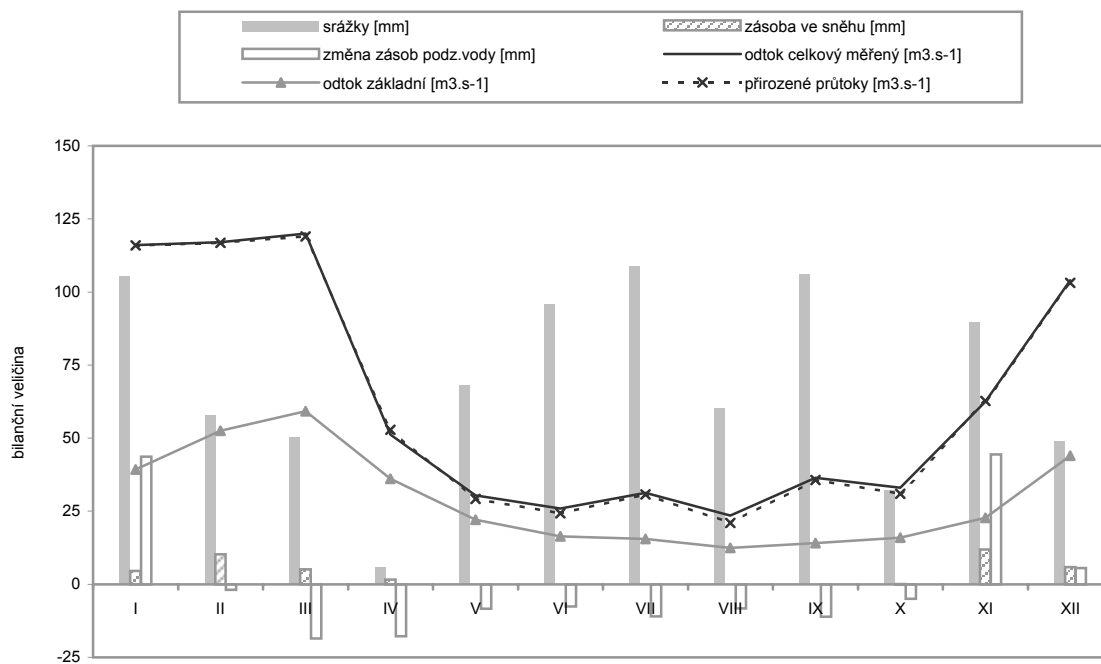 srážky [mm]
zásoba ve sněhu [mm]
změna zásob podz.vody [mm]
odtok celkový měřený [m3.s-1]
odtok základní [m3.s-1]
přirozené průtoky [m3.s-1]
150
125
100
75
50
25
0
-25
bilanční veličina
I II III IV V VI VII VIII IX X XI XII